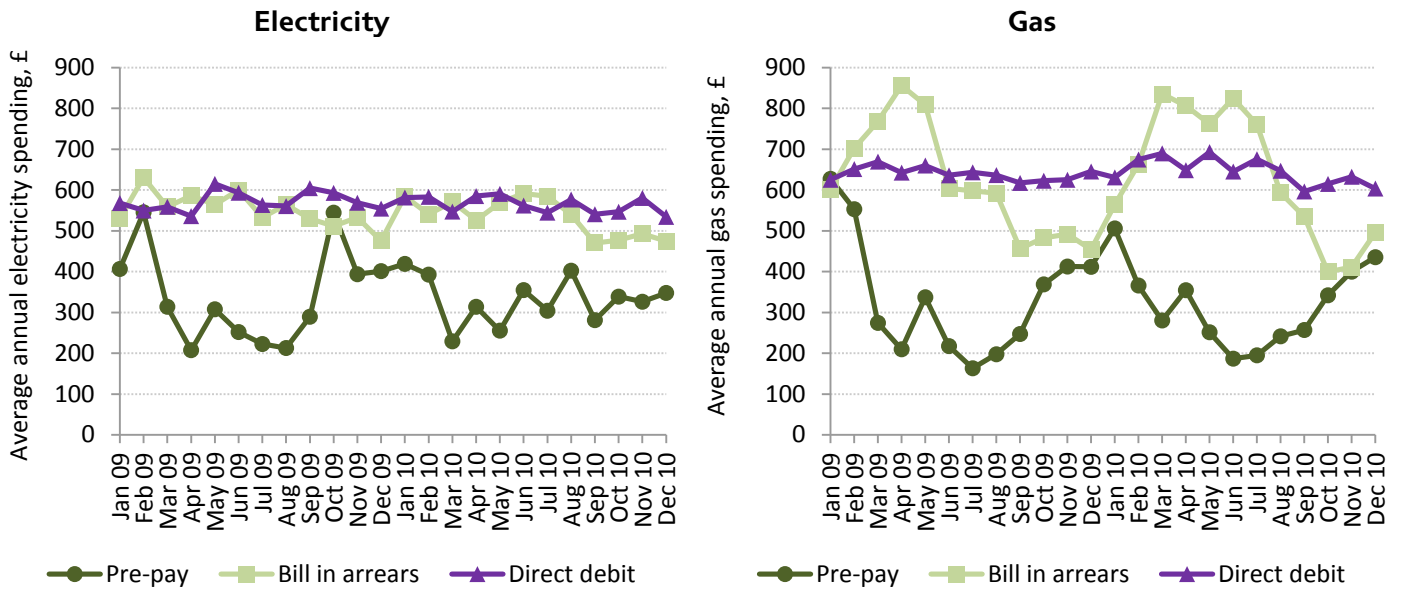 Electricity
Average annual electricity spending, £
900
800
700
600
500
400
300
200
100
0
Jan 09
Feb 09
Mar 09
Apr 09
May 09
Jun 09
Jul 09
Aug 09
Sep 09
Oct 09
Nov 09
Dec 09
Jan 10
Feb 10
Mar 10
Apr 10
May 10
Jun 10
Jul 10
Aug 10
Sep 10
Oct 10
Nov 10
Dec 10
Pre-pay Bill in arrears Direct debit
Gas
Average annual gas spending, £
900
800
700
600
500
400
300
200
100
0
Jan 09
Feb 09
Mar 09
Apr 09
May 09
Jun 09
Jul 09
Aug 09
Sep 09
Oct 09
Nov 09
Dec 09
Jan 10
Feb 10
Mar 10
Apr 10
May 10
Jun 10
Jul 10
Aug 10
Sep 10
Oct 10
Nov 10
Dec 10
Pre-pay Bill in arrears Direct debit